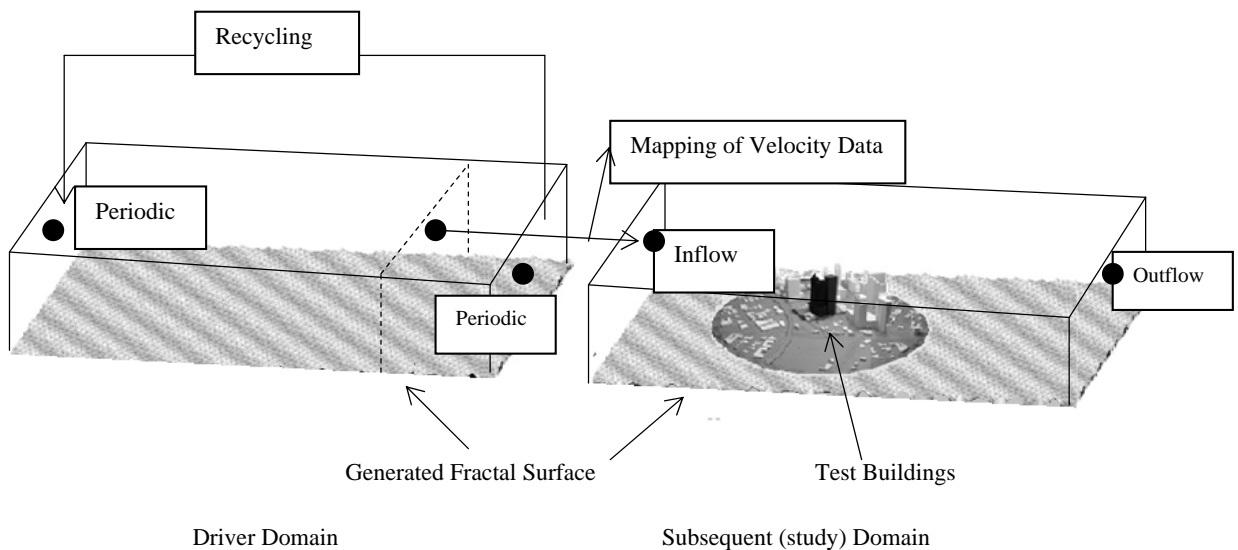 Recycling
Mapping of Velocity Data
Periodic
Inflow
Outflow
Periodic
Generated Fractal Surface
Test Buildings
Driver Domain
Subsequent (study) Domain